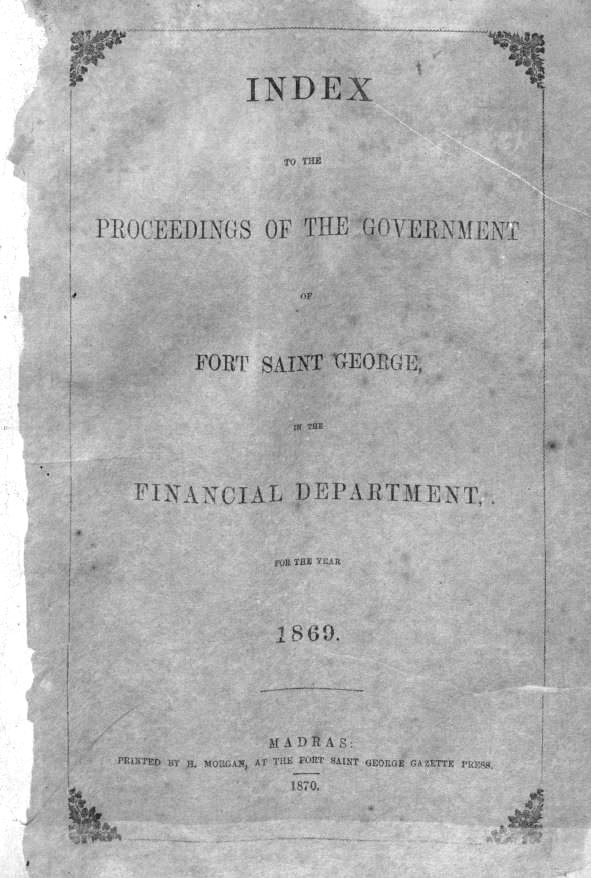 INDEX
TO THE
PROCEEDINGS OF THE GOVERNMENT
OF
FORT SAINT GEORGE,
IN THE
FINANCIAL DEPARTMENT,
FOR THE YEAR
1869.
MADRAS:
PRINTED BY H. MORGAN, AT THE FORT SAINT GEORGE GAZETTE PRESS.
1870.